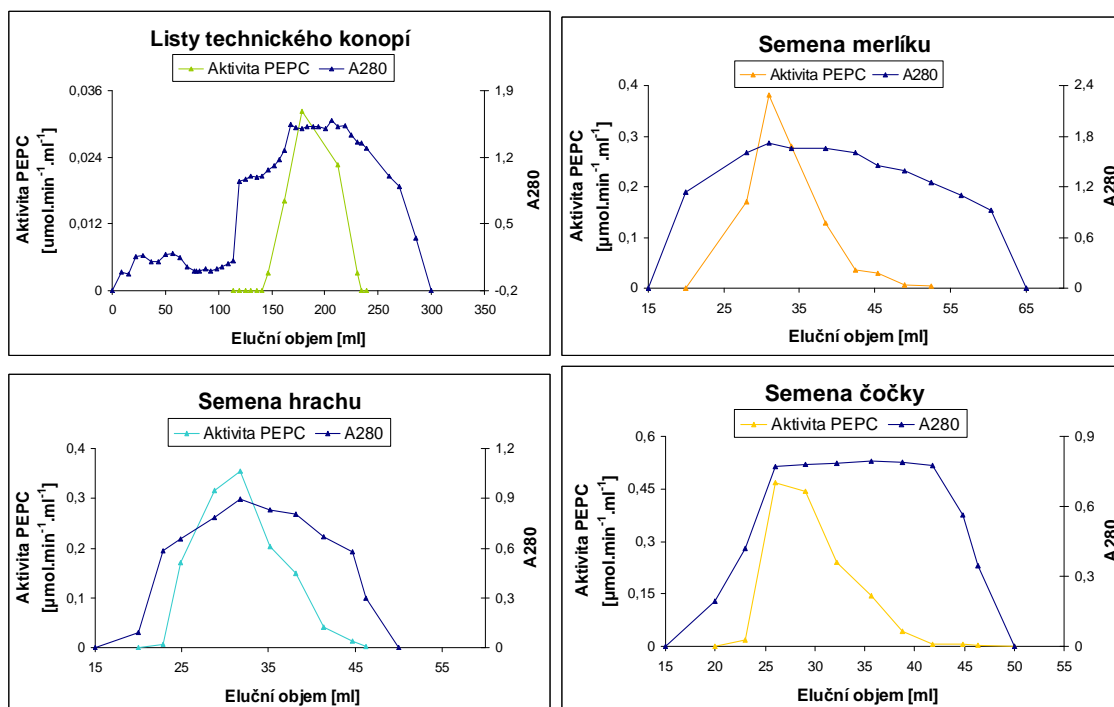 Listy technického konopí
Aktivita PEPC A280
Aktivita PEPC
[umol.min⁻¹.ml⁻¹]
0,036
0,024
0,012
0
1,9
1,2
0,5
-0,2
A280
0 50 100 150 200 250 300 350
Eluční objem [ml]
Semena merlíku
Aktivita PEPC A280
Aktivita PEPC
[µmol.min⁻¹.ml⁻¹]
0,4
0,3
0,2
0,1
0
2,4
1,8
1,2
0,6
0
A280
15 25 35 45 55 65
Eluční objem [ml]
Semena hrachu
Aktivita PEPC A280
Aktivita PEPC
[µmol.min⁻¹.ml⁻¹]
0,4
0,3
0,2
0,1
0
1,2
0,9
0,6
0,3
0
A280
15 25 35 45 55
Eluční objem [ml]
Semena čočky
Aktivita PEPC A280
Aktivita PEPC
[µmol.min⁻¹.ml⁻¹]
0,6
0,45
0,3
0,15
0
0,9
0,6
0,3
0
A280
15 20 25 30 35 40 45 50 55
Eluční objem [ml]